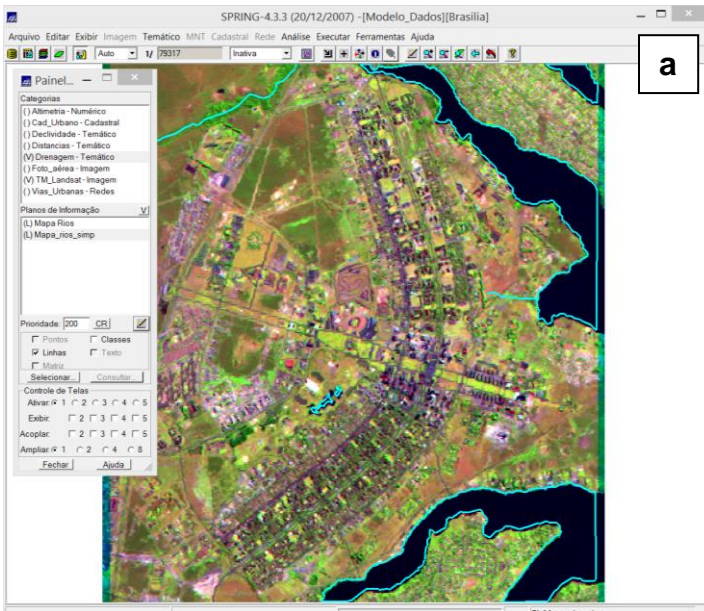 SPRING-4.3.3 (20/12/2007) -[Modelo_Dados][Brasilia]
Arquivo Editar Exibir Imagem Temático MNT Cadastral Rede Análise Executar Ferramentas Ajuda
Auto 1/ 79317 Inativa
a
Painel...
Categorias
() Altimetria - Numérico
() Cad_Urbano - Cadastral
() Declividade - Temático
() Distancias - Temático
(V) Drenagem - Temático
() Foto_aérea - Imagem
(V) TM_Landsat - Imagem
() Vias_Urbanas - Redes
Planos de Informação V
(L) Mapa Rios
(L) Mapa_rios_simp
Prioridade: 200 CR
Pontos Classes
Linhas Texto
Matriz
Selecionar... Consultar...
Controle de Telas
Ativar: 1 2 3 4 5
Exibir: 2 3 4 5
Acoplar: 2 3 4 5
Ampliar: 1 2 4 8
Fechar Ajuda